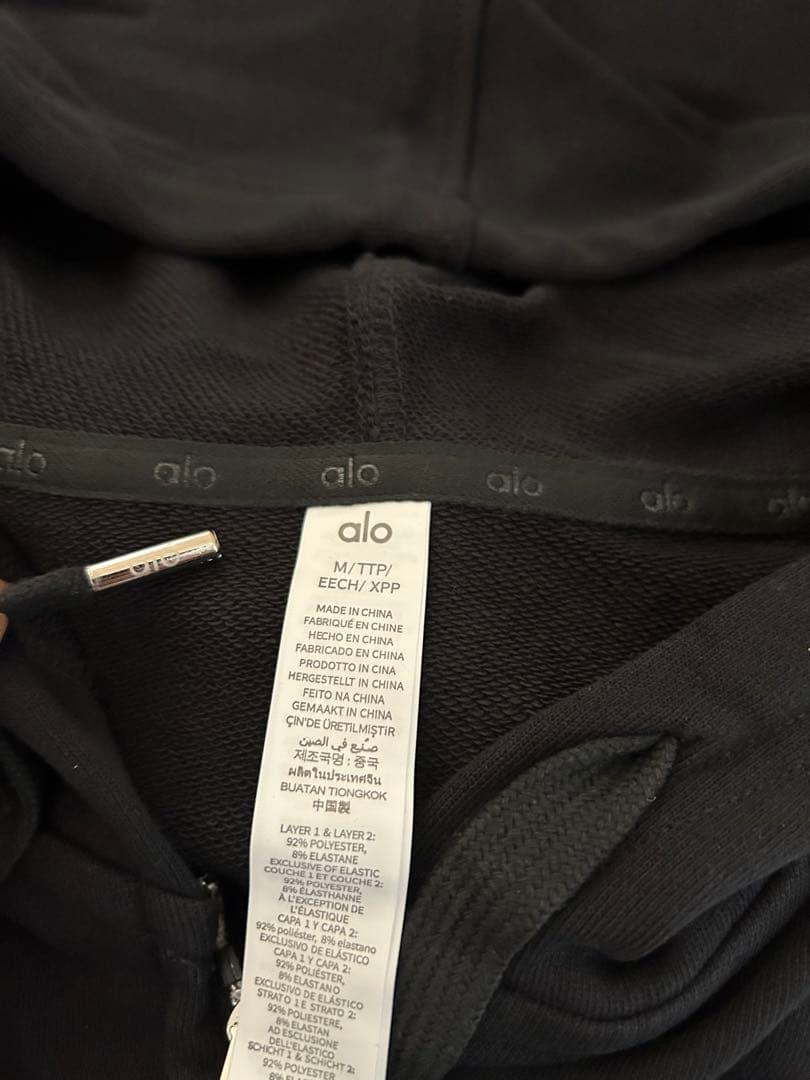 alo
alo
alo
alo
alo
alo
M/TTP/
EECH/ XPP
MADE IN CHINA
FABRIQUÉ EN CHINE
HECHO EN CHINA
FABRICADO EN CHINA
PRODOTTO IN CINA
HERGESTELLT IN CHINA
FEITO NA CHINA
GEMAAKT IN CHINA
ÇİN'DE ÜRETİLMİŞTİR
صنع في الصين
제조국명 : 중국
ผลิตในประเทศจีน
BUATAN TIONGKOK
中国製
LAYER 1 & LAYER 2:
92% POLYESTER,
8% ELASTANE
EXCLUSIVE OF ELASTIC
COUCHE 1 ET COUCHE 2:
92% POLYESTER,
8% ÉLASTHANNE
À L'EXCEPTION DE
L'ÉLASTIQUE
CAPA 1 Y CAPA 2:
92% poliéster, 8% elastano
EXCLUSIVO DE ELÁSTICO
CAPA 1 Y CAPA 2:
92% POLIÉSTER,
8% ELASTANO
EXCLUSIVO DE ELÁSTICO
STRATO 1 E STRATO 2:
92% POLIESTERE,
8% ELASTAN
AD ESCLUSIONE
DELL'ELASTICO
SCHICHT 1 & SCHICHT 2:
92% POLYESTER